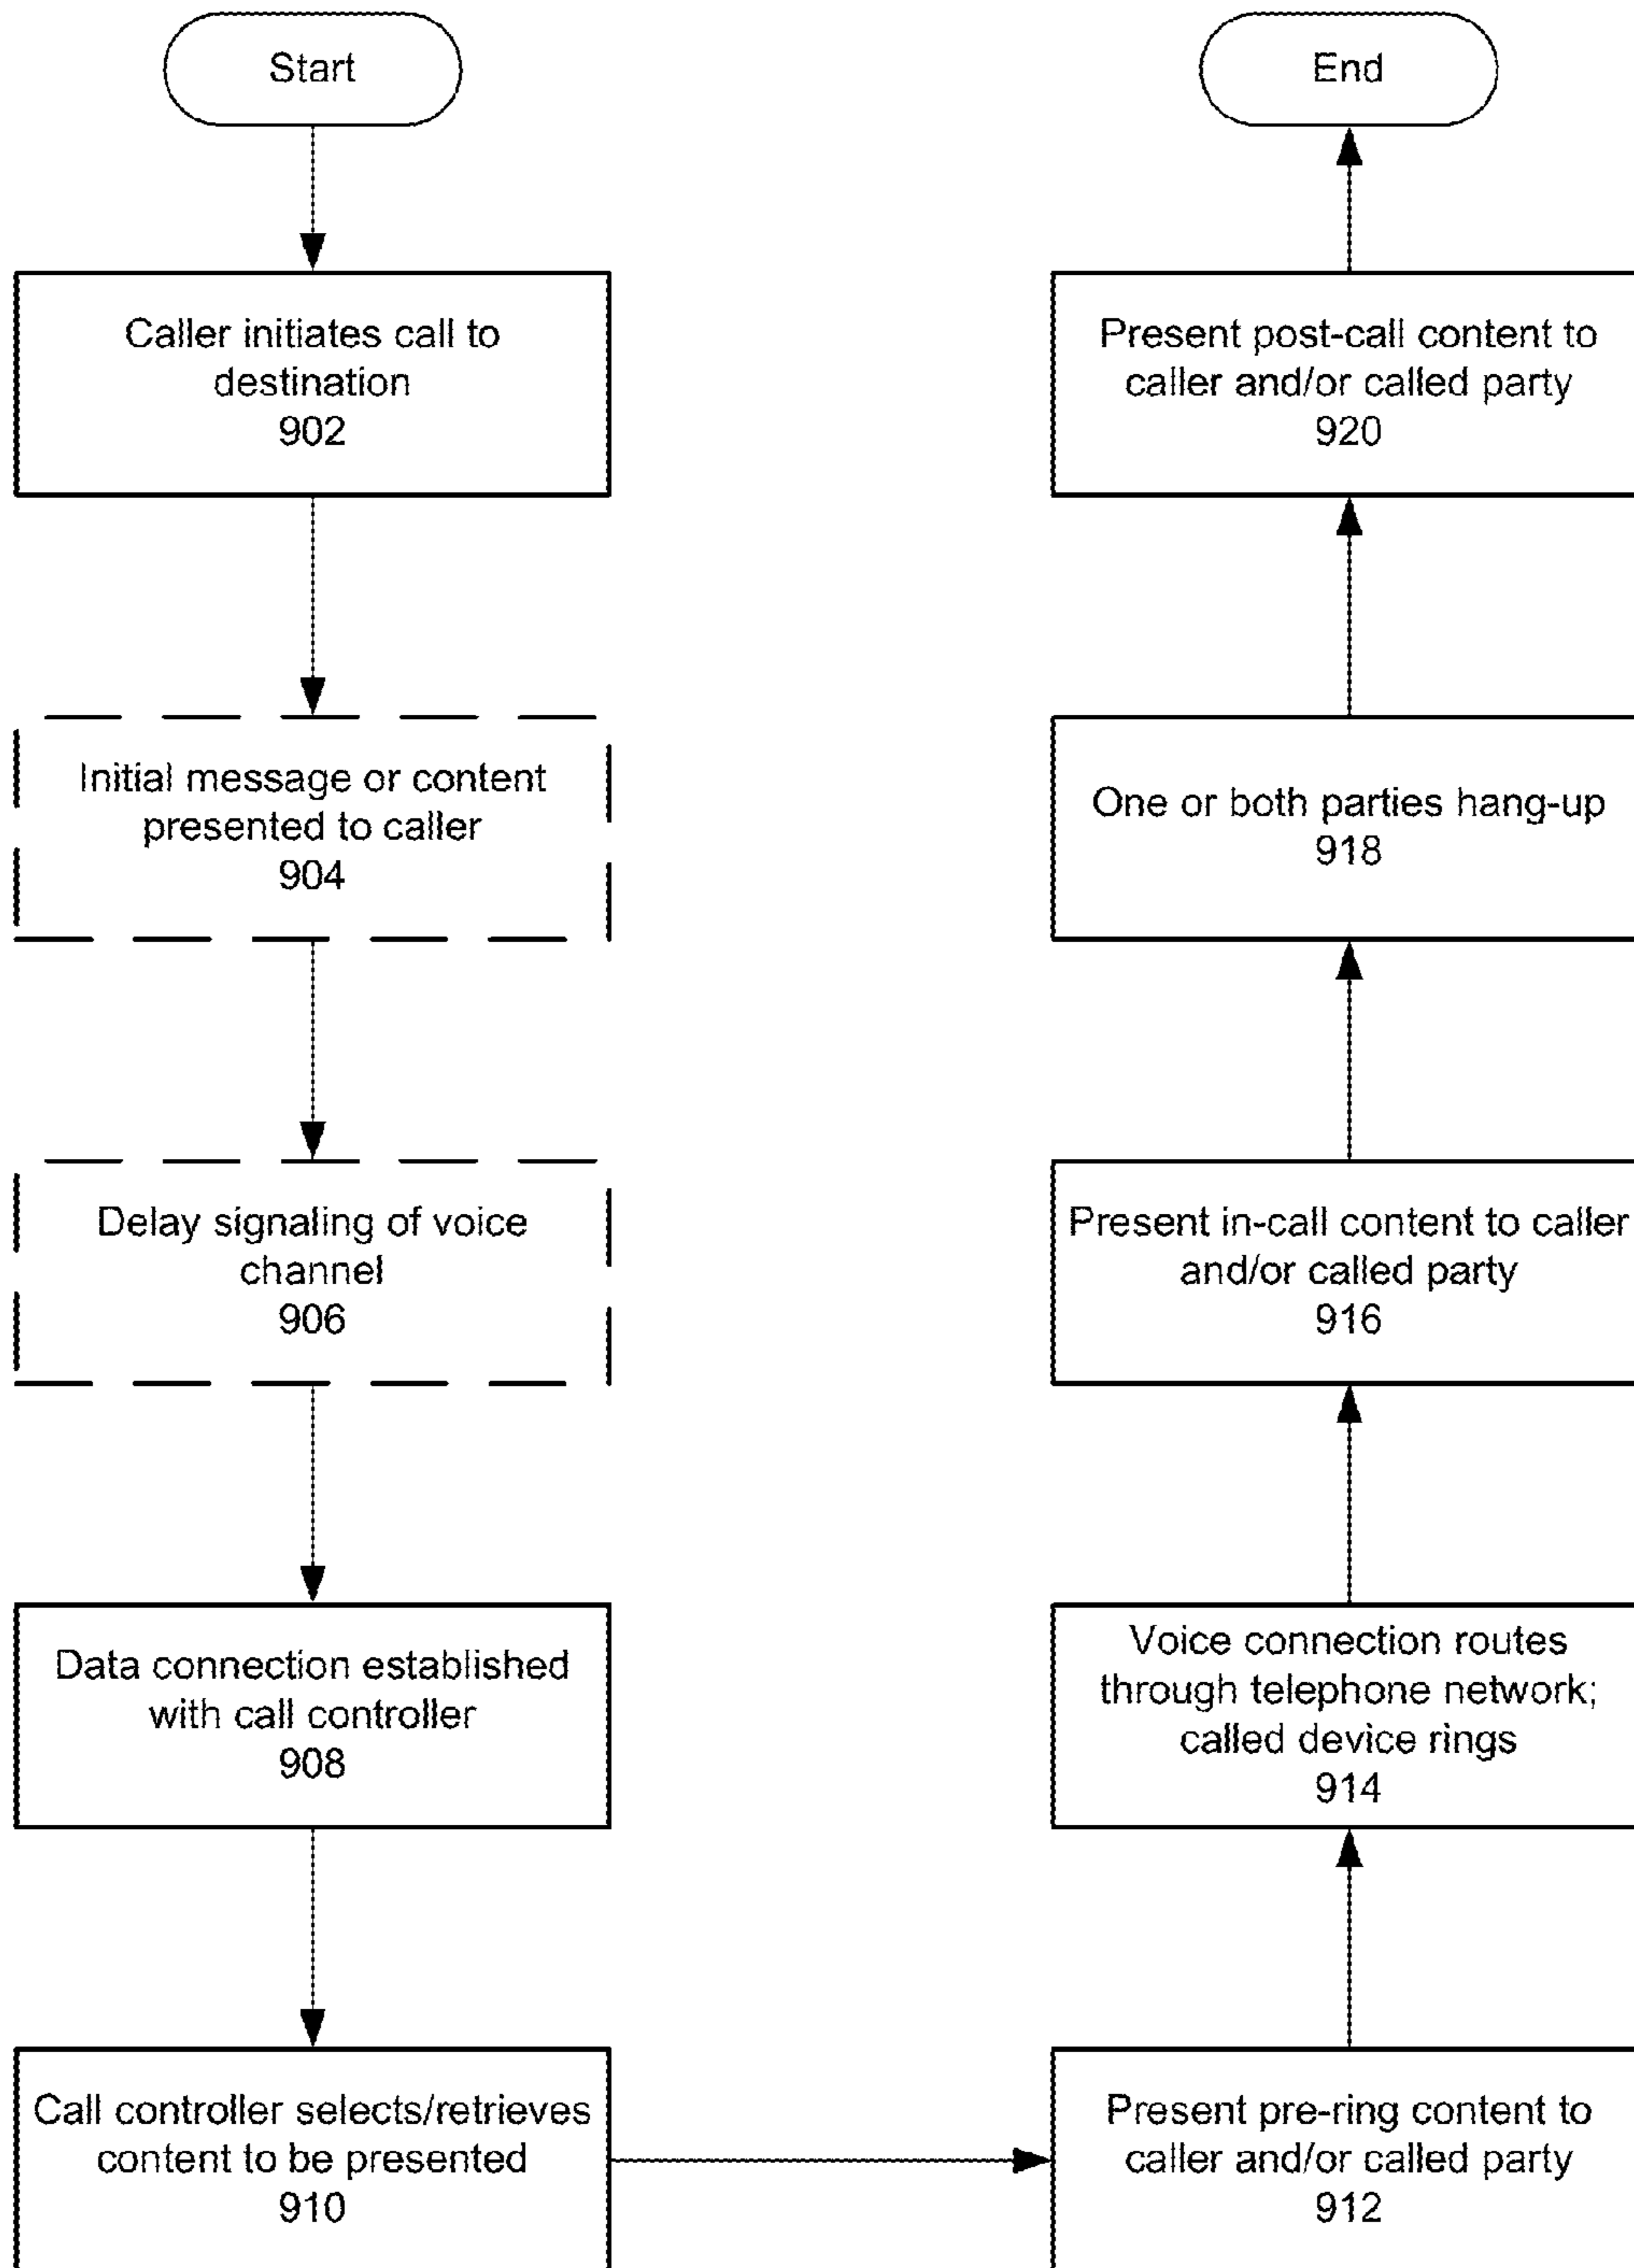 Start
Caller initiates call to
destination
902
Initial message or content
presented to caller
904
Delay signaling of voice
channel
906
Data connection established
with call controller
908
Call controller selects/retrieves
content to be presented
910
Present pre-ring content to
caller and/or called party
912
Voice connection routes
through telephone network;
called device rings
914
Present in-call content to caller
and/or called party
916
One or both parties hang-up
918
Present post-call content to
caller and/or called party
920
End